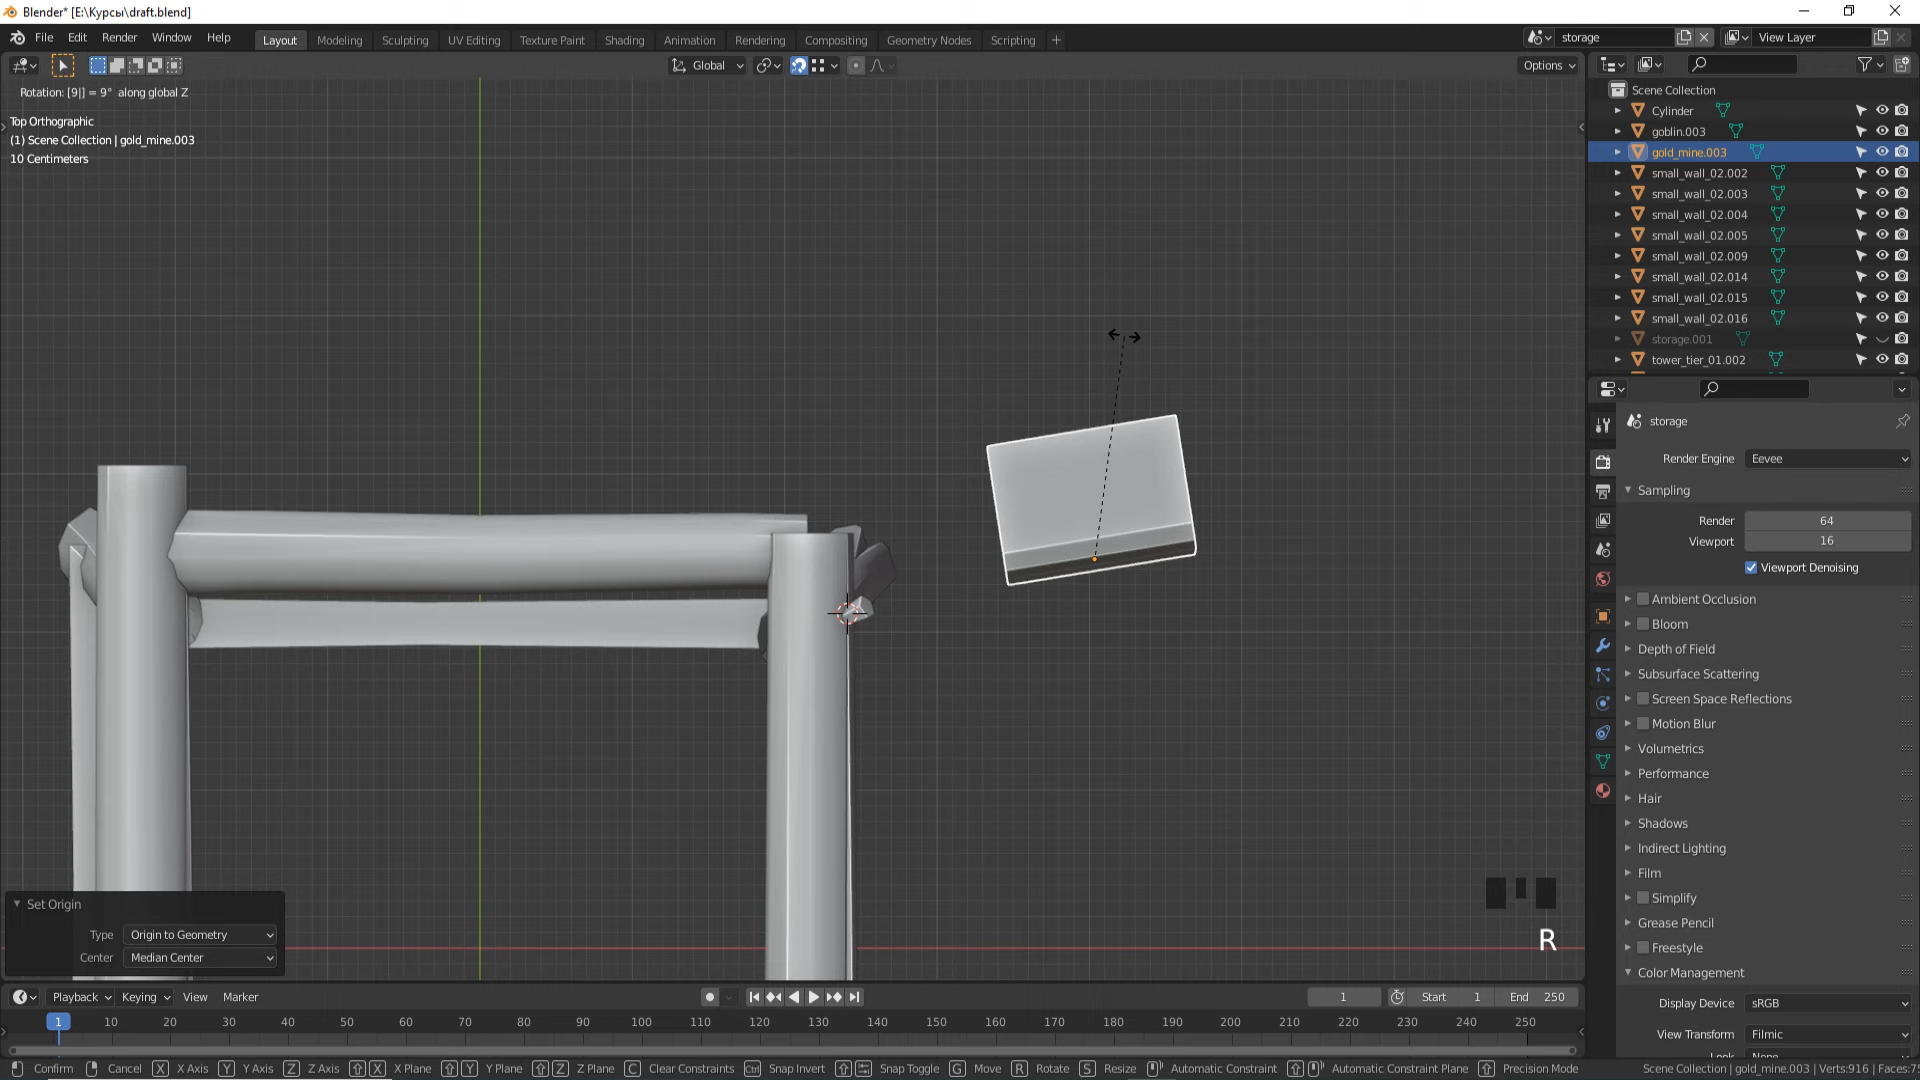 Blender* [E:\Курсы\draft.blend]
File Edit Render Window Help
Layout Modeling Sculpting UV Editing Texture Paint Shading Animation Rendering Compositing Geometry Nodes Scripting +
storage
View Layer
Global
Options
Rotation: [9|] = 9° along global Z
Top Orthographic
(1) Scene Collection | gold_mine.003
10 Centimeters
Scene Collection
Cylinder
goblin.003
gold_mine.003
small_wall_02.002
small_wall_02.003
small_wall_02.004
small_wall_02.005
small_wall_02.009
small_wall_02.014
small_wall_02.015
small_wall_02.016
storage.001
tower_tier_01.002
storage
Render Engine Eevee
Sampling
Render 64
Viewport 16
Viewport Denoising
Ambient Occlusion
Bloom
Depth of Field
Subsurface Scattering
Screen Space Reflections
Motion Blur
Volumetrics
Performance
Hair
Shadows
Indirect Lighting
Film
Simplify
Grease Pencil
Freestyle
Color Management
Display Device sRGB
View Transform Filmic
Look None
R
Set Origin
Type Origin to Geometry
Center Median Center
Playback Keying View Marker
1 Start 1 End 250
1 10 20 30 40 50 60 70 80 90 100 110 120 130 140 150 160 170 180 190 200 210 220 230 240 250
Confirm Cancel X X Axis Y Y Axis Z Z Axis X X Plane Y Y Plane Z Z Plane C Clear Constraints Ctrl Snap Invert Snap Toggle G Move R Rotate S Resize Automatic Constraint Automatic Constraint Plane Precision Mode
Scene Collection | gold_mine.003 | Verts:916 | Faces:7